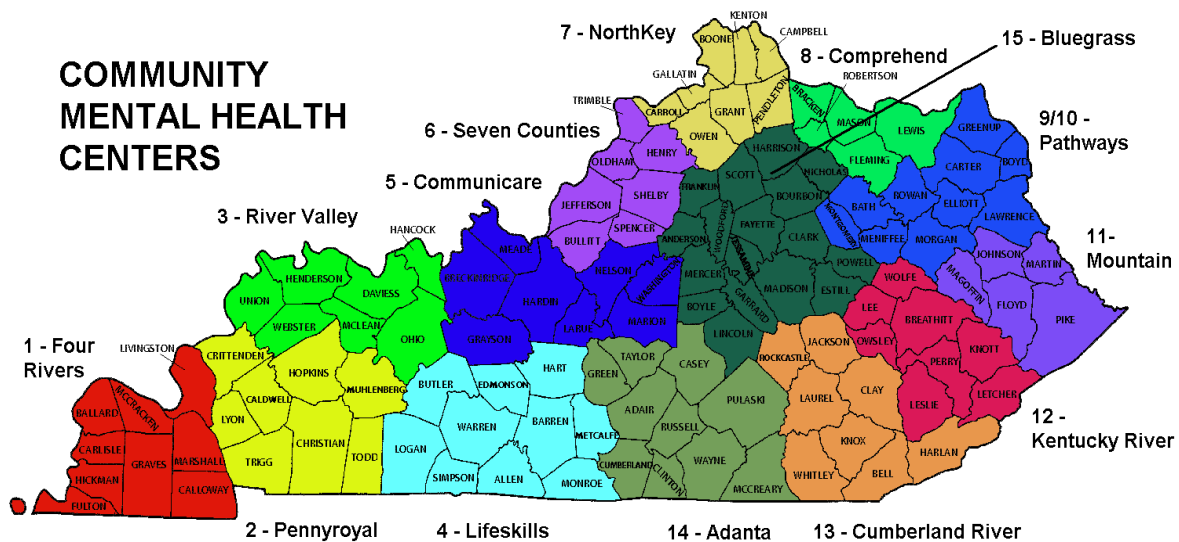 COMMUNITY
MENTAL HEALTH
CENTERS
7 - NorthKey
KENTON
CAMPBELL
BOONE
8 - Comprehend
15 - Bluegrass
GALLATIN
ROBERTSON
TRIMBLE
CARROLL
GRANT
PENDLETON
OWEN
BRACKEN
MASON
LEWIS
FLEMING
9/10 -
Pathways
GREENUP
CARTER
BOYD
ROWAN
ELLIOTT
LAWRENCE
BATH
MONTGOMERY
MENIFFEE
MORGAN
6 - Seven Counties
HENRY
OLDHAM
SHELBY
JEFFERSON
SPENCER
BULLITT
HARRISON
SCOTT
NICHOLAS
FRANKLIN
BOURBON
WOODFORD
FAYETTE
ANDERSON
CLARK
POWELL
MERCER
MADISON
ESTILL
GARRARD
BOYLE
LINCOLN
11 -
Mountain
JOHNSON
MARTIN
MAGOFFIN
FLOYD
PIKE
5 - Communicare
MEADE
NELSON
WASHINGTON
HARDIN
LARUE
MARION
GRAYSON
3 - River Valley
HANCOCK
HENDERSON
DAVIESS
UNION
WEBSTER
MCLEAN
OHIO
WOLFE
LEE
BREATHITT
OWSLEY
PERRY
KNOTT
LESLIE
LETCHER
12 -
Kentucky River
1 - Four
Rivers
LIVINGSTON
MCCRACKEN
BALLARD
CARLISLE
GRAVES
MARSHALL
HICKMAN
CALLOWAY
FULTON
CRITTENDEN
HOPKINS
MUHLENBERG
CALDWELL
LYON
CHRISTIAN
TRIGG
TODD
BUTLER
EDMONSON
HART
WARREN
BARREN
METCALFE
LOGAN
SIMPSON
ALLEN
MONROE
TAYLOR
CASEY
GREEN
PULASKI
ADAIR
RUSSELL
CUMBERLAND
CLINTON
WAYNE
MCCREARY
ROCKCASTLE
JACKSON
LAUREL
CLAY
KNOX
HARLAN
WHITLEY
BELL
2 - Pennyroyal
4 - Lifeskills
14 - Adanta
13 - Cumberland River